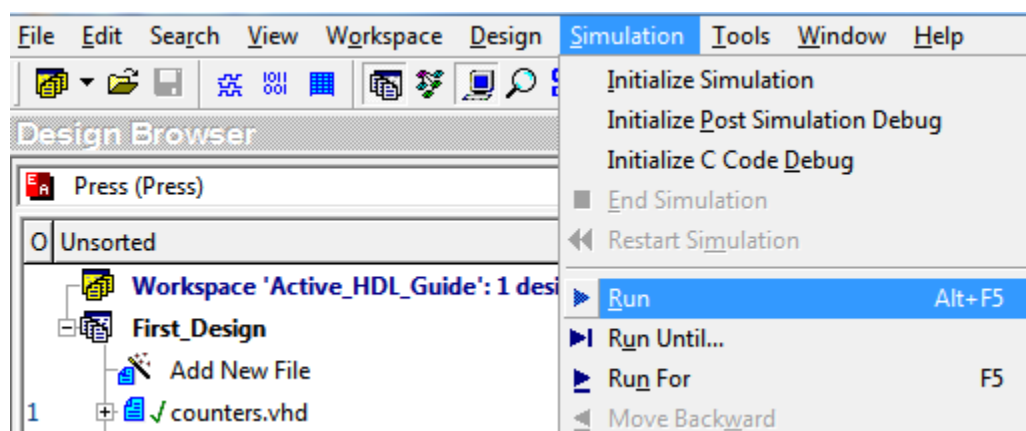 File Edit Search View Workspace Design Simulation Tools Window Help
Design Browser
Press (Press)
O Unsorted
Workspace 'Active_HDL_Guide': 1 desi
First_Design
Add New File
1 counters.vhd
Initialize Simulation
Initialize Post Simulation Debug
Initialize C Code Debug
End Simulation
Restart Simulation
Run Alt+F5
Run Until...
Run For F5
Move Backward